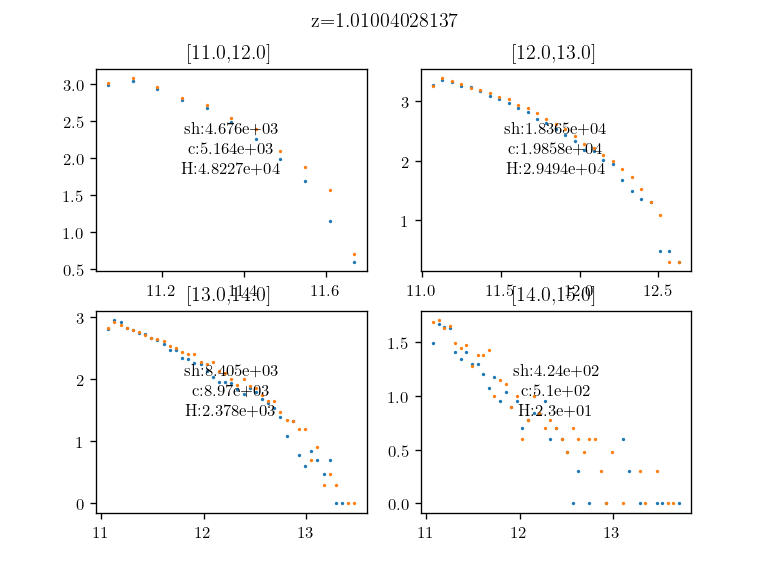 z=1.01004028137
[11.0,12.0]
3.0
2.5
2.0
1.5
1.0
0.5
sh:4.676e+03
c:5.164e+03
H:4.8227e+04
11.2
11.4
11.6
[12.0,13.0]
3
2
1
sh:1.8365e+04
c:1.9858e+04
H:2.9494e+04
11.0
11.5
12.0
12.5
[13.0,14.0]
3
2
1
0
sh:8.405e+03
c:8.97e+03
H:2.378e+03
11
12
13
[14.0,15.0]
1.5
1.0
0.5
0.0
sh:4.24e+02
c:5.1e+02
H:2.3e+01
11
12
13